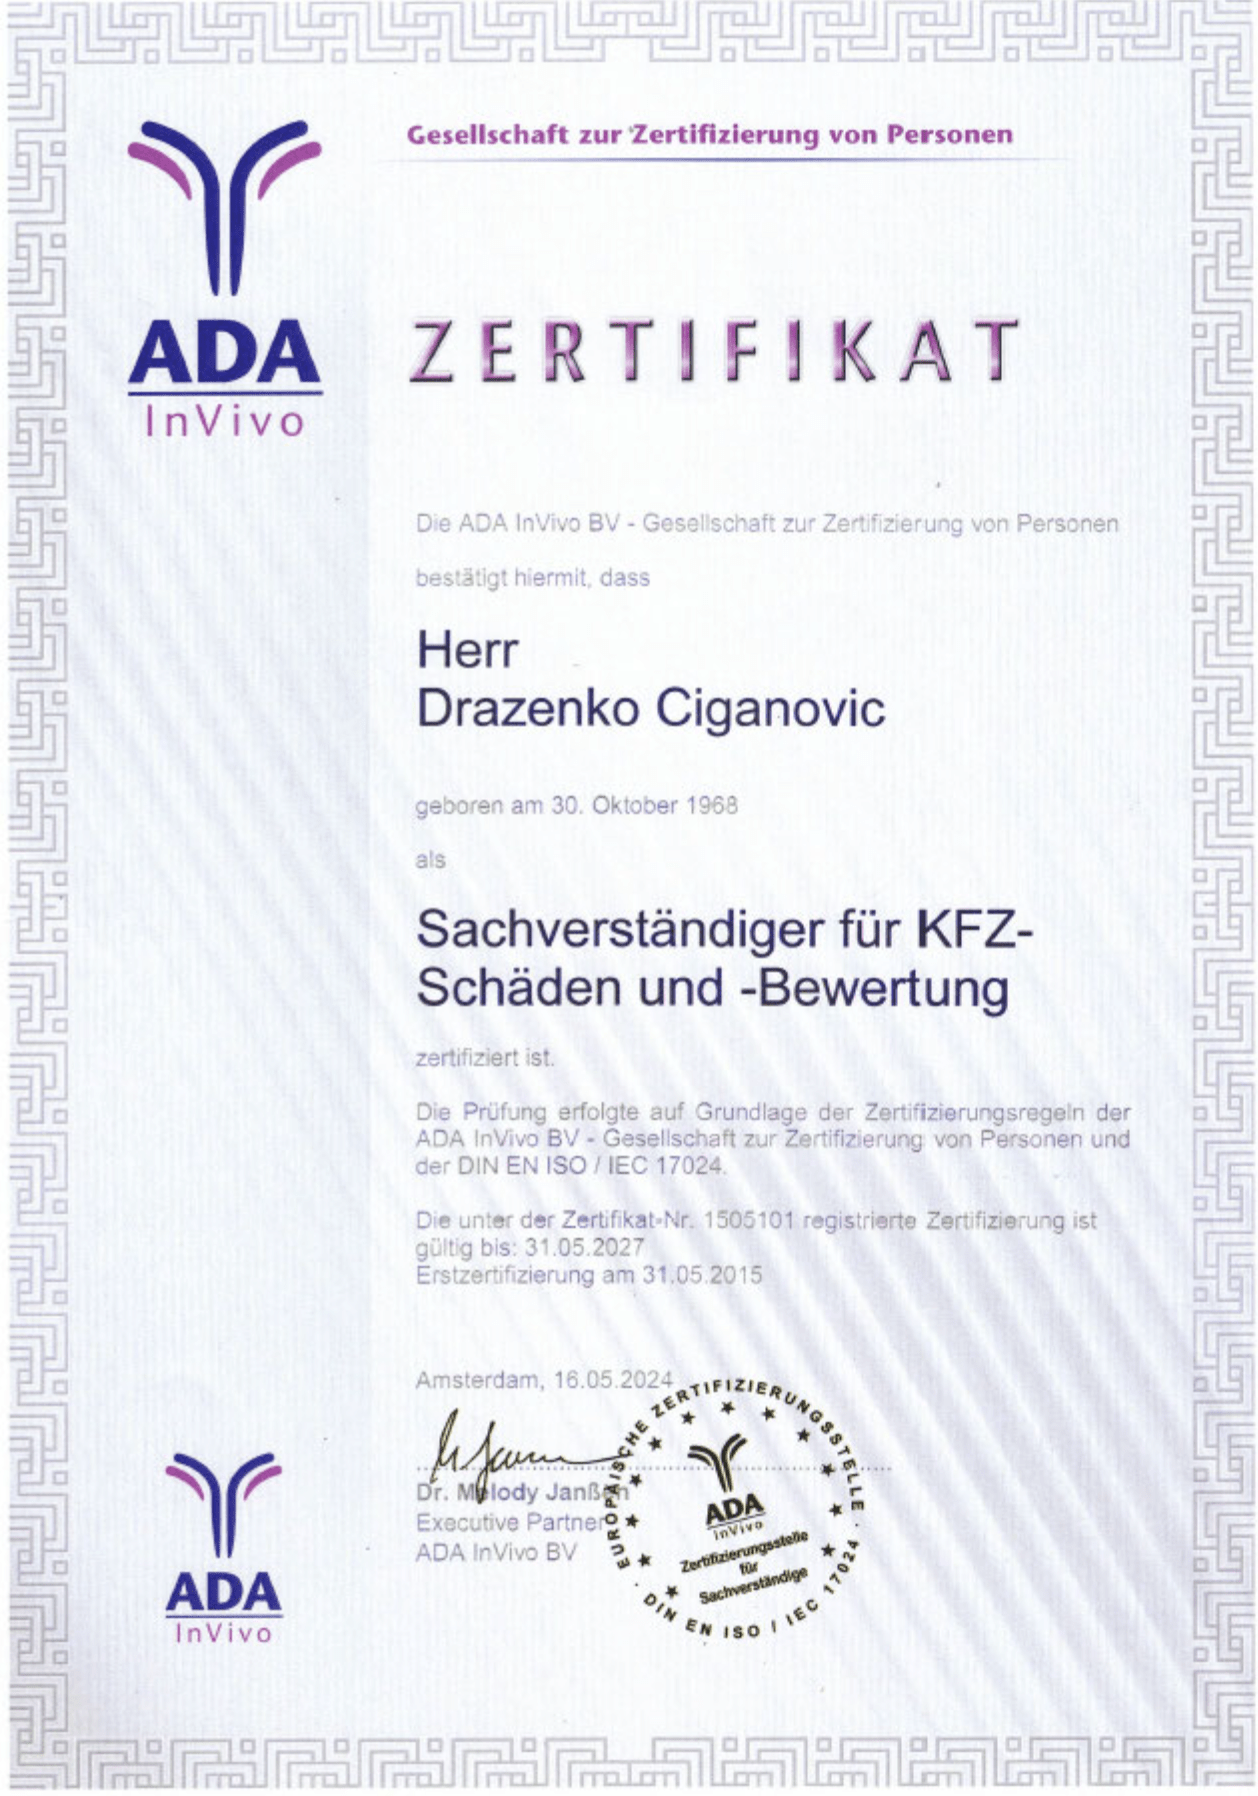 Gesellschaft zur Zertifizierung von Personen
ADA
InVivo
ZERTIFIKAT
Die ADA InVivo BV - Gesellschaft zur Zertifizierung von Personen
bestätigt hiermit, dass
Herr
Drazenko Ciganovic
geboren am 30. Oktober 1968
als
Sachverständiger für KFZ-
Schäden und -Bewertung
zertifiziert ist.
Die Prüfung erfolgte auf Grundlage der Zertifizierungsregeln der
ADA InVivo BV - Gesellschaft zur Zertifizierung von Personen und
der DIN EN ISO / IEC 17024.
Die unter der Zertifikat-Nr. 1505101 registrierte Zertifizierung ist
gültig bis: 31.05.2027
Erstzertifizierung am 31.05.2015
Amsterdam, 16.05.2024
Dr. Melody Janßen
Executive Partner
ADA InVivo BV
EUROPÄISCHE ZERTIFIZIERUNGSSTELLE
ADA
InVivo
Zertifizierungsstelle
für
Sachverständige
DIN EN ISO / IEC 17024
ADA
InVivo